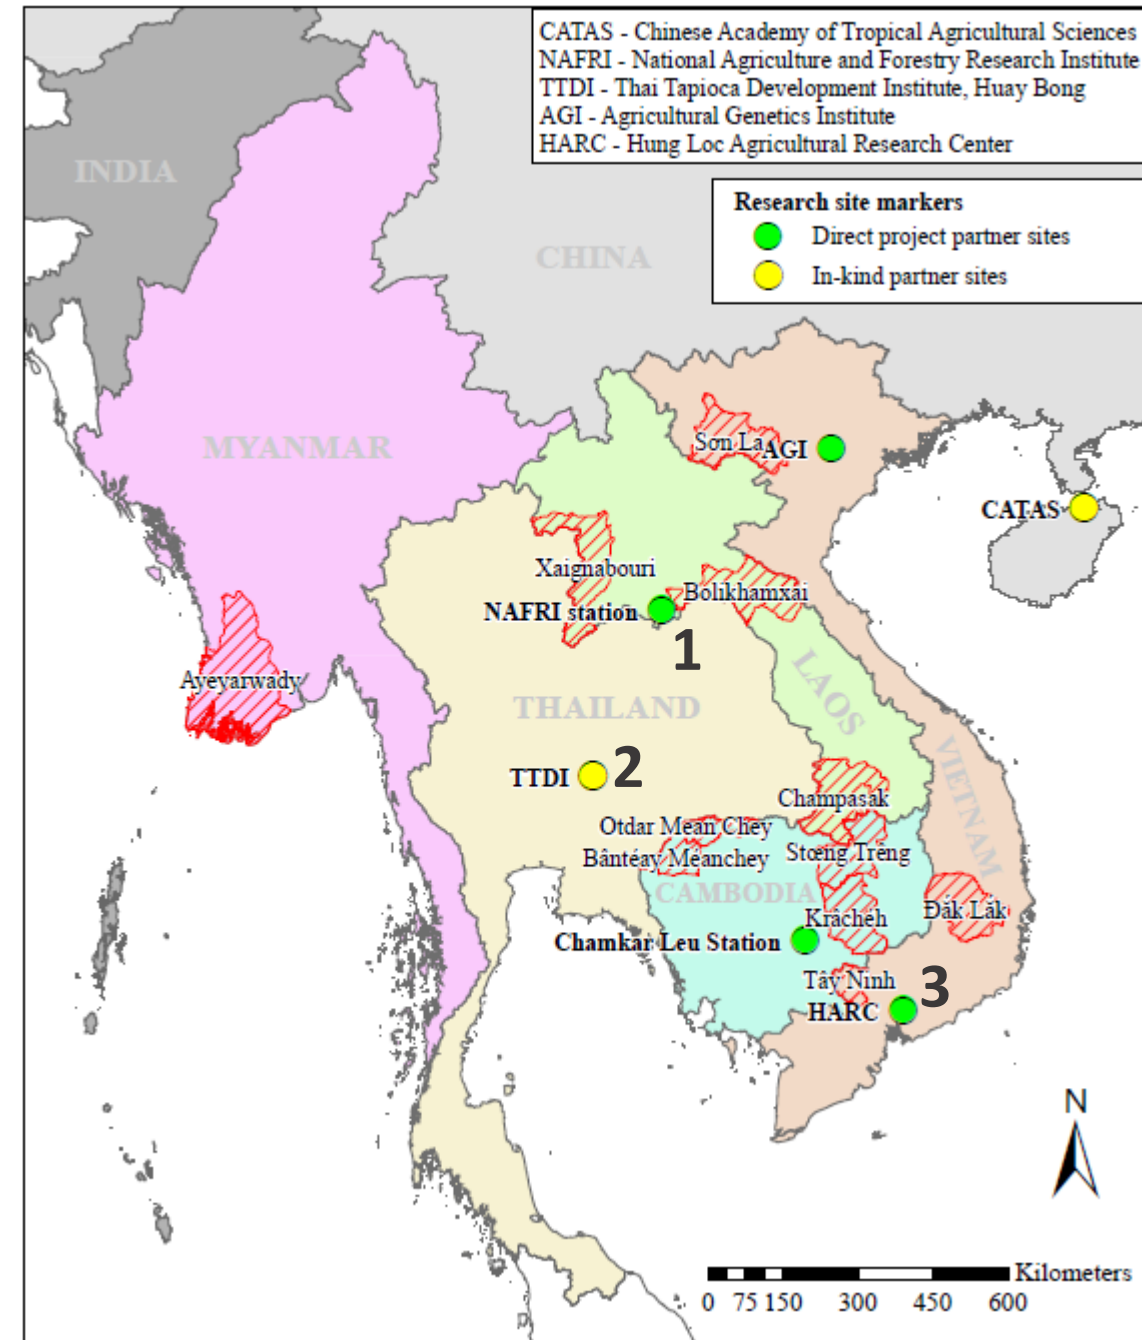 CATAS - Chinese Academy of Tropical Agricultural Sciences
NAFRI - National Agriculture and Forestry Research Institute
TTDI - Thai Tapioca Development Institute, Huay Bong
AGI - Agricultural Genetics Institute
HARC - Hung Loc Agricultural Research Center
Research site markers
Direct project partner sites
In-kind partner sites
INDIA
CHINA
MYANMAR
Sơn La
AGI
CATAS
Xaignabouri
Bolikhamxai
NAFRI station
1
Ayeyarwady
LAOS
THAILAND
VIETNAM
TTDI
2
Champasak
Otdar Mean Chey
Bântéay Méanchey
Stœng Trêng
CAMBODIA
Krâchéh
Đắk Lắk
Chamkar Leu Station
Tây Ninh
3
HARC
N
Kilometers
0 75 150 300 450 600